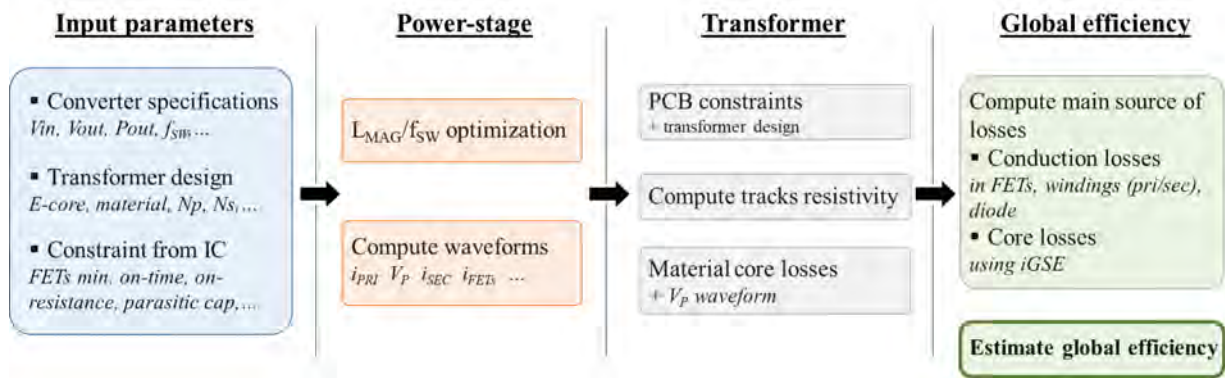 Input parameters
▪ Converter specifications
Vin, Vout, Pout, fSW, ...
▪ Transformer design
E-core, material, Np, Ns, ...
▪ Constraint from IC
FETs min. on-time, on-
resistance, parasitic cap, ...
Power-stage
LMAG/fSW optimization
Compute waveforms
iPRI VP iSEC iFETs ...
Transformer
PCB constraints
+ transformer design
Compute tracks resistivity
Material core losses
+ VP waveform
Global efficiency
Compute main source of
losses
▪ Conduction losses
in FETs, windings (pri/sec),
diode
▪ Core losses
using iGSE
Estimate global efficiency